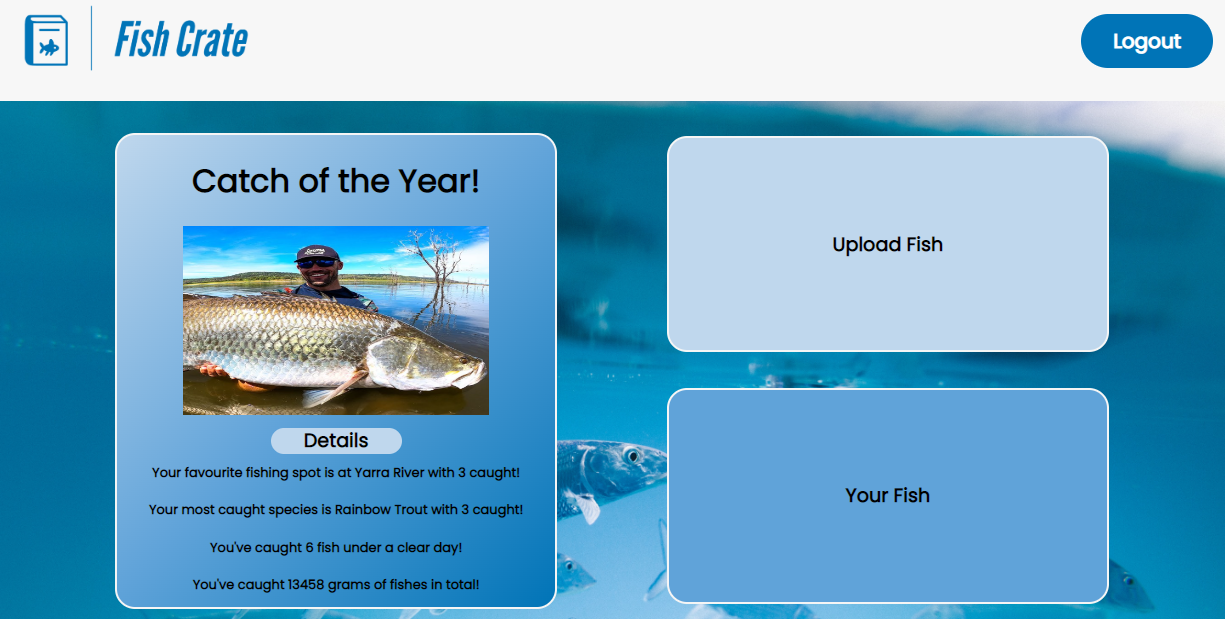 Fish Crate
Logout
Catch of the Year!
Details
Your favourite fishing spot is at Yarra River with 3 caught!
Your most caught species is Rainbow Trout with 3 caught!
You've caught 6 fish under a clear day!
You've caught 13458 grams of fishes in total!
Upload Fish
Your Fish